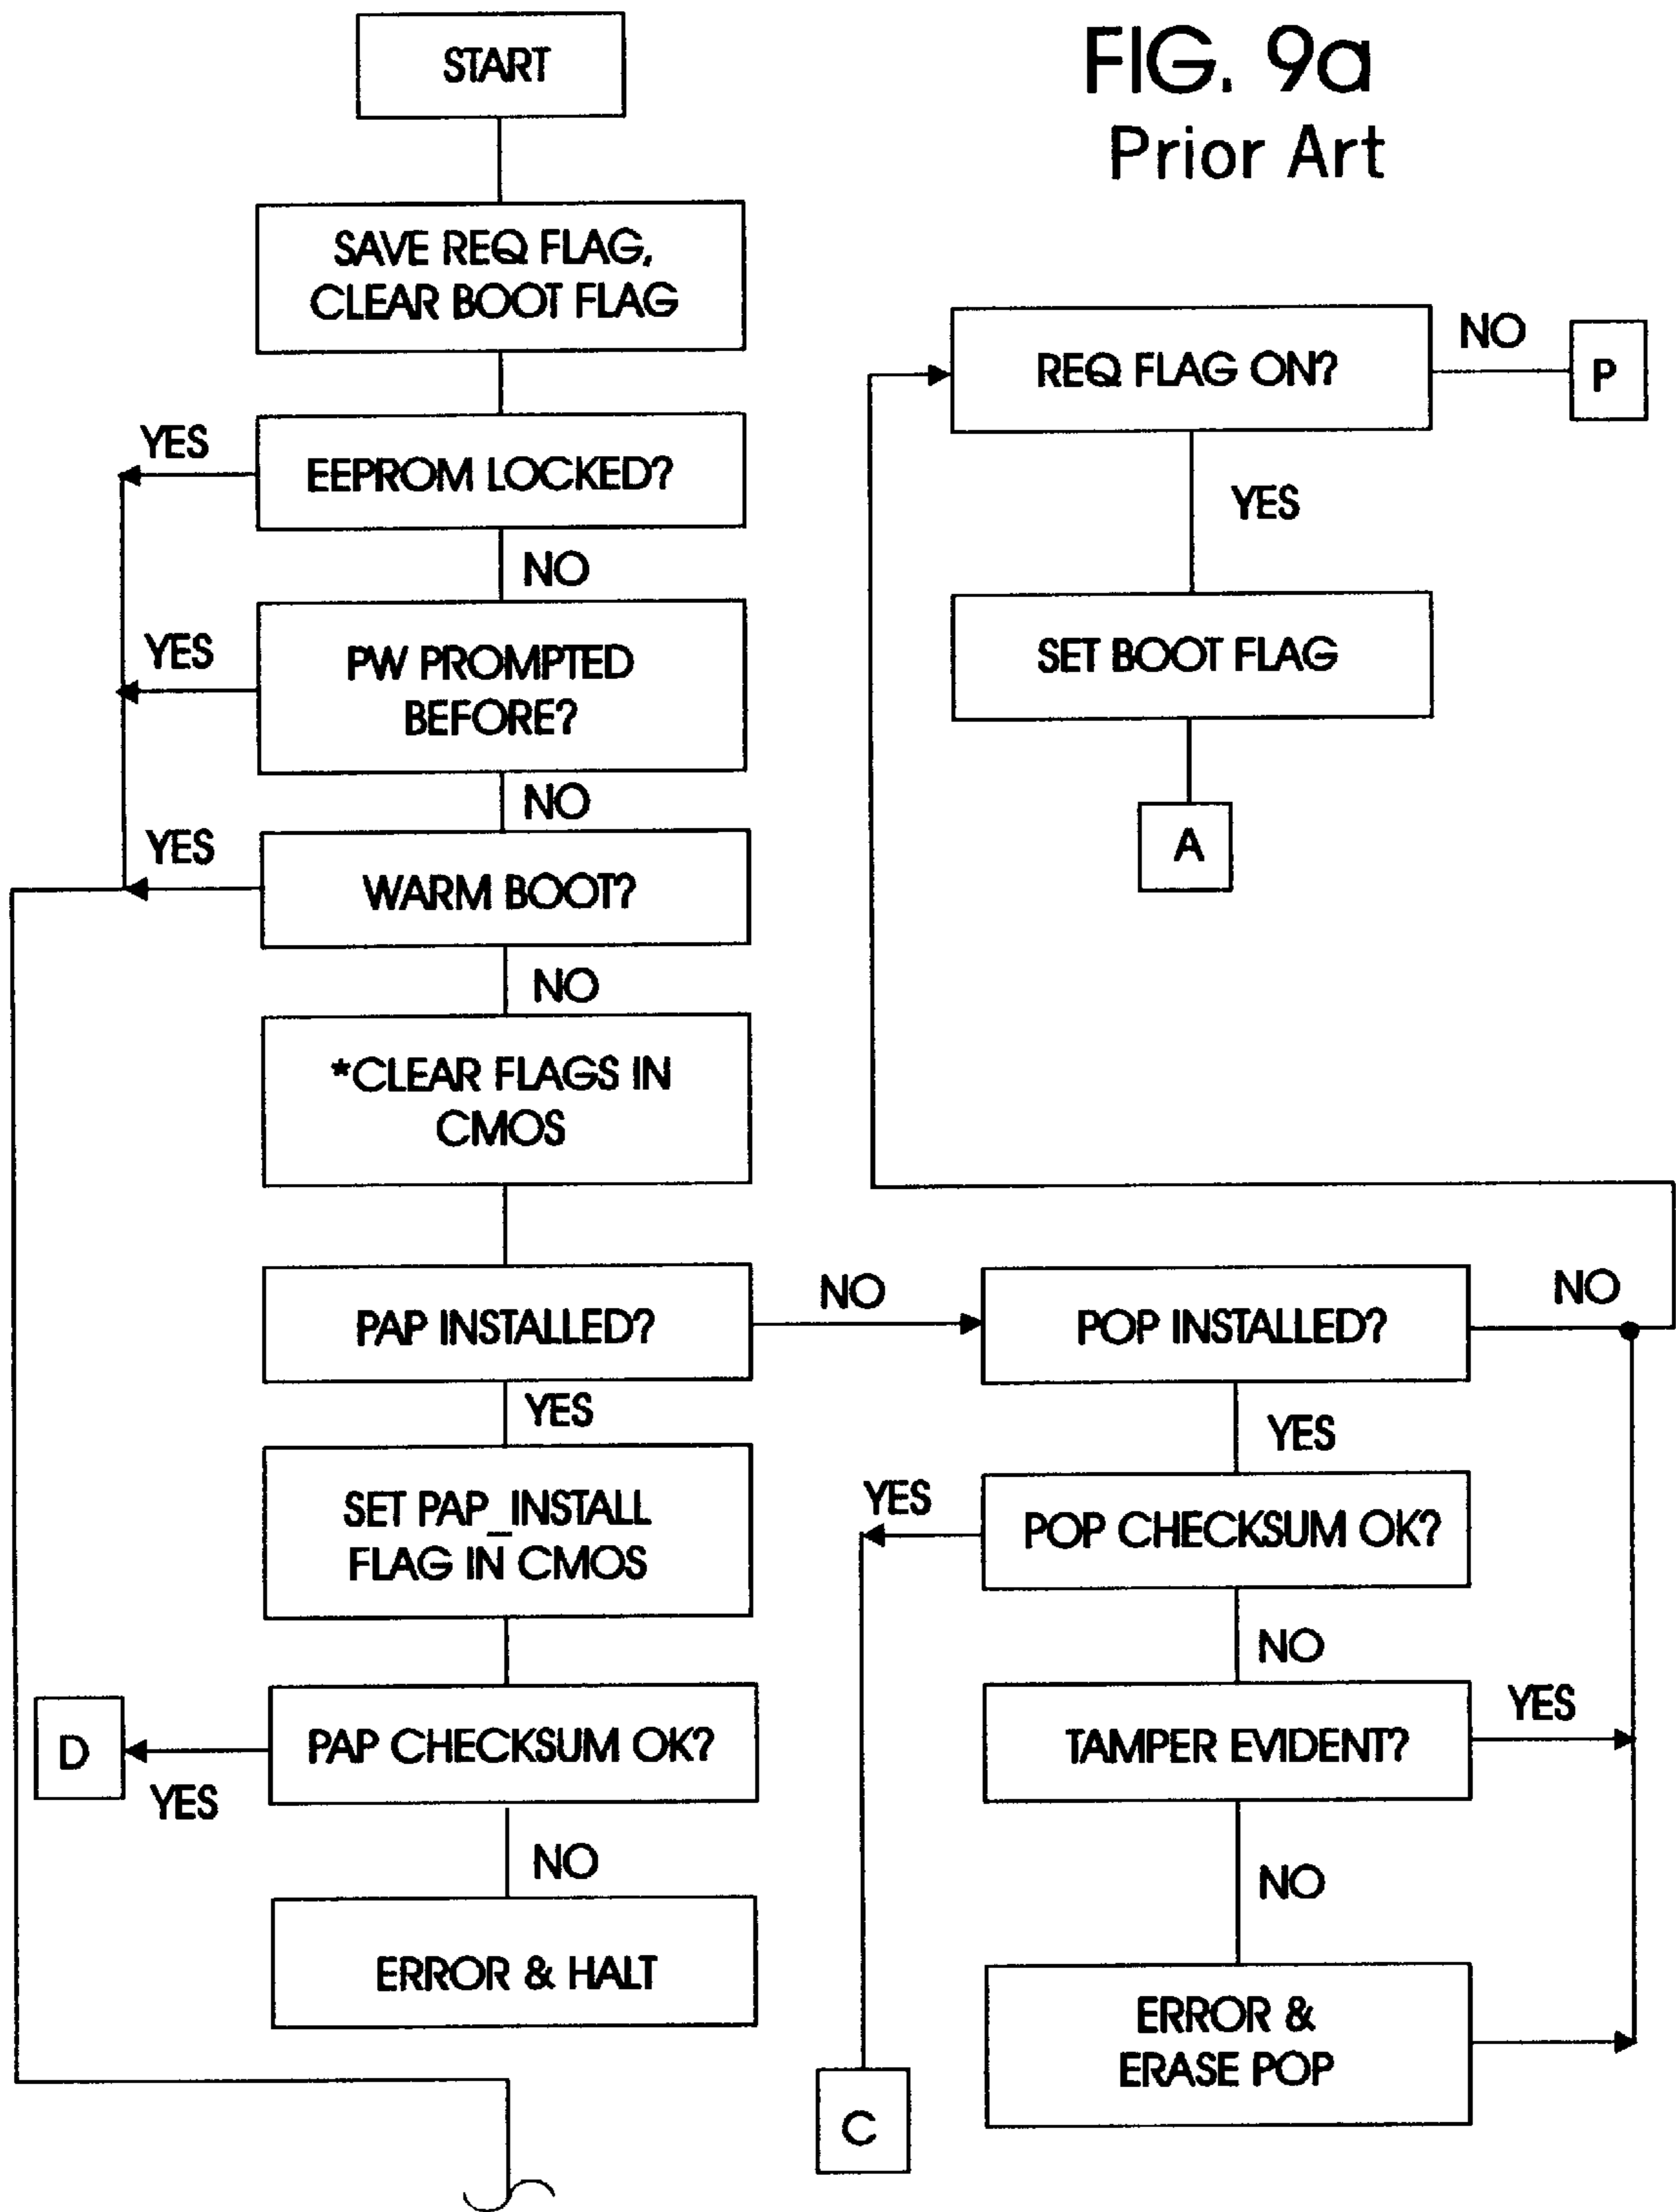 FIG. 9a
Prior Art
START
SAVE REQ FLAG,
CLEAR BOOT FLAG
YES
EEPROM LOCKED?
NO
YES
PW PROMPTED
BEFORE?
NO
YES
WARM BOOT?
NO
*CLEAR FLAGS IN
CMOS
PAP INSTALLED?
NO
YES
SET PAP_INSTALL
FLAG IN CMOS
D
YES
PAP CHECKSUM OK?
NO
ERROR & HALT
REQ FLAG ON?
NO
P
YES
SET BOOT FLAG
A
POP INSTALLED?
NO
YES
YES
POP CHECKSUM OK?
NO
TAMPER EVIDENT?
YES
NO
ERROR &
ERASE POP
C